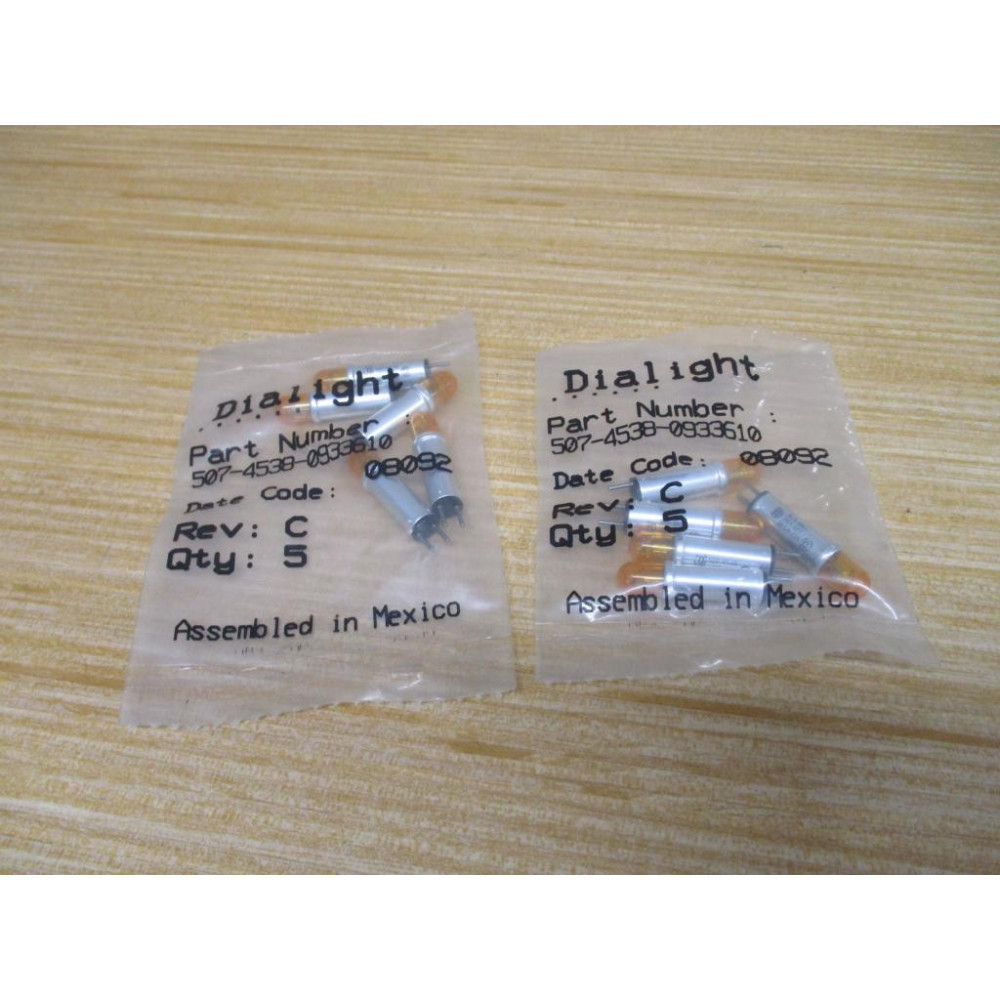 Dialight
Part Number :
507-4538-0933610
Date Code: 08092
Rev: C
Qty: 5
Assembled in Mexico
Dialight
Part Number :
507-4538-0933610
Date Code: 08092
Rev: C
Qty: 5
Assembled in Mexico